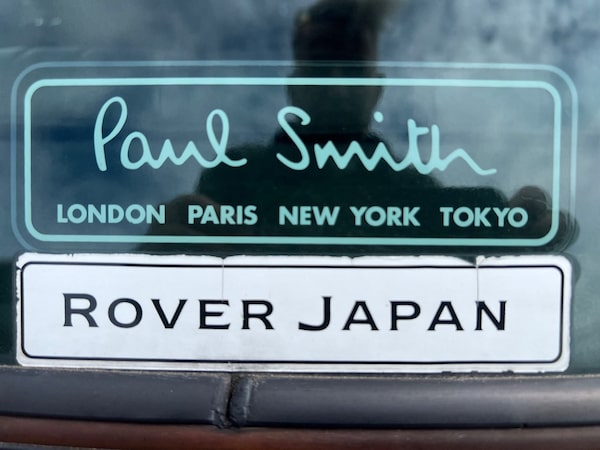 Paul Smith
LONDON PARIS NEW YORK TOKYO
ROVER JAPAN